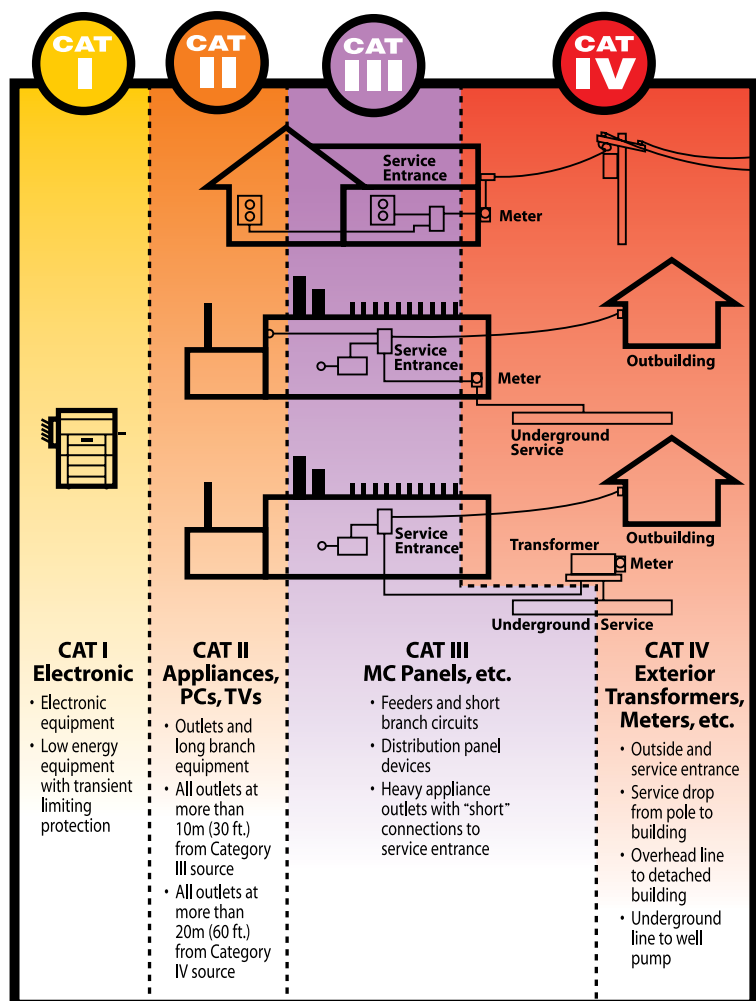 CAT
I
CAT
II
CAT
III
CAT
IV
Service
Entrance
Meter
Service
Entrance
Meter
Outbuilding
Underground
Service
Service
Entrance
Outbuilding
Transformer
Meter
Underground Service
CAT I
Electronic
• Electronic
equipment
• Low energy
equipment
with transient
limiting
protection
CAT II
Appliances,
PCs, TVs
• Outlets and
long branch
equipment
• All outlets at
more than
10m (30 ft.)
from Category
III source
• All outlets at
more than
20m (60 ft.)
from Category
IV source
CAT III
MC Panels, etc.
• Feeders and short
branch circuits
• Distribution panel
devices
• Heavy appliance
outlets with “short”
connections to
service entrance
CAT IV
Exterior
Transformers,
Meters, etc.
• Outside and
service entrance
• Service drop
from pole to
building
• Overhead line
to detached
building
• Underground
line to well
pump